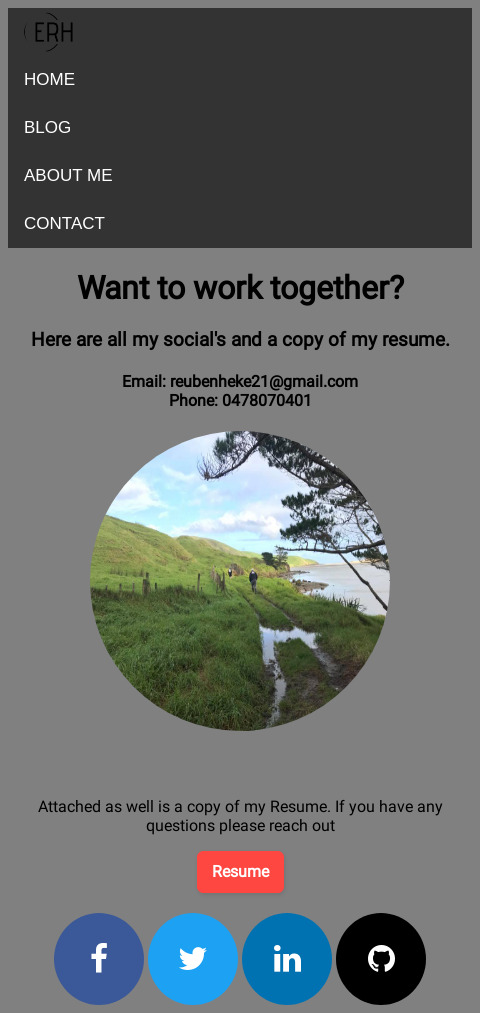 ERH
HOME
BLOG
ABOUT ME
CONTACT
Want to work together?
Here are all my social's and a copy of my resume.
Email: reubenheke21@gmail.com
Phone: 0478070401
Attached as well is a copy of my Resume. If you have any
questions please reach out
Resume